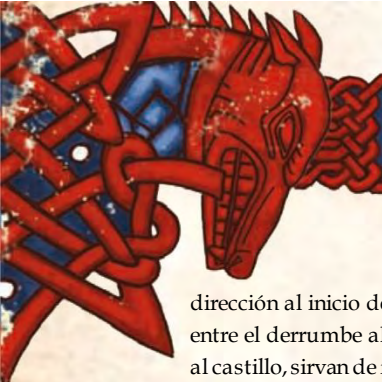 dirección al inicio de
entre el derrumbe
al castillo, sirvan de